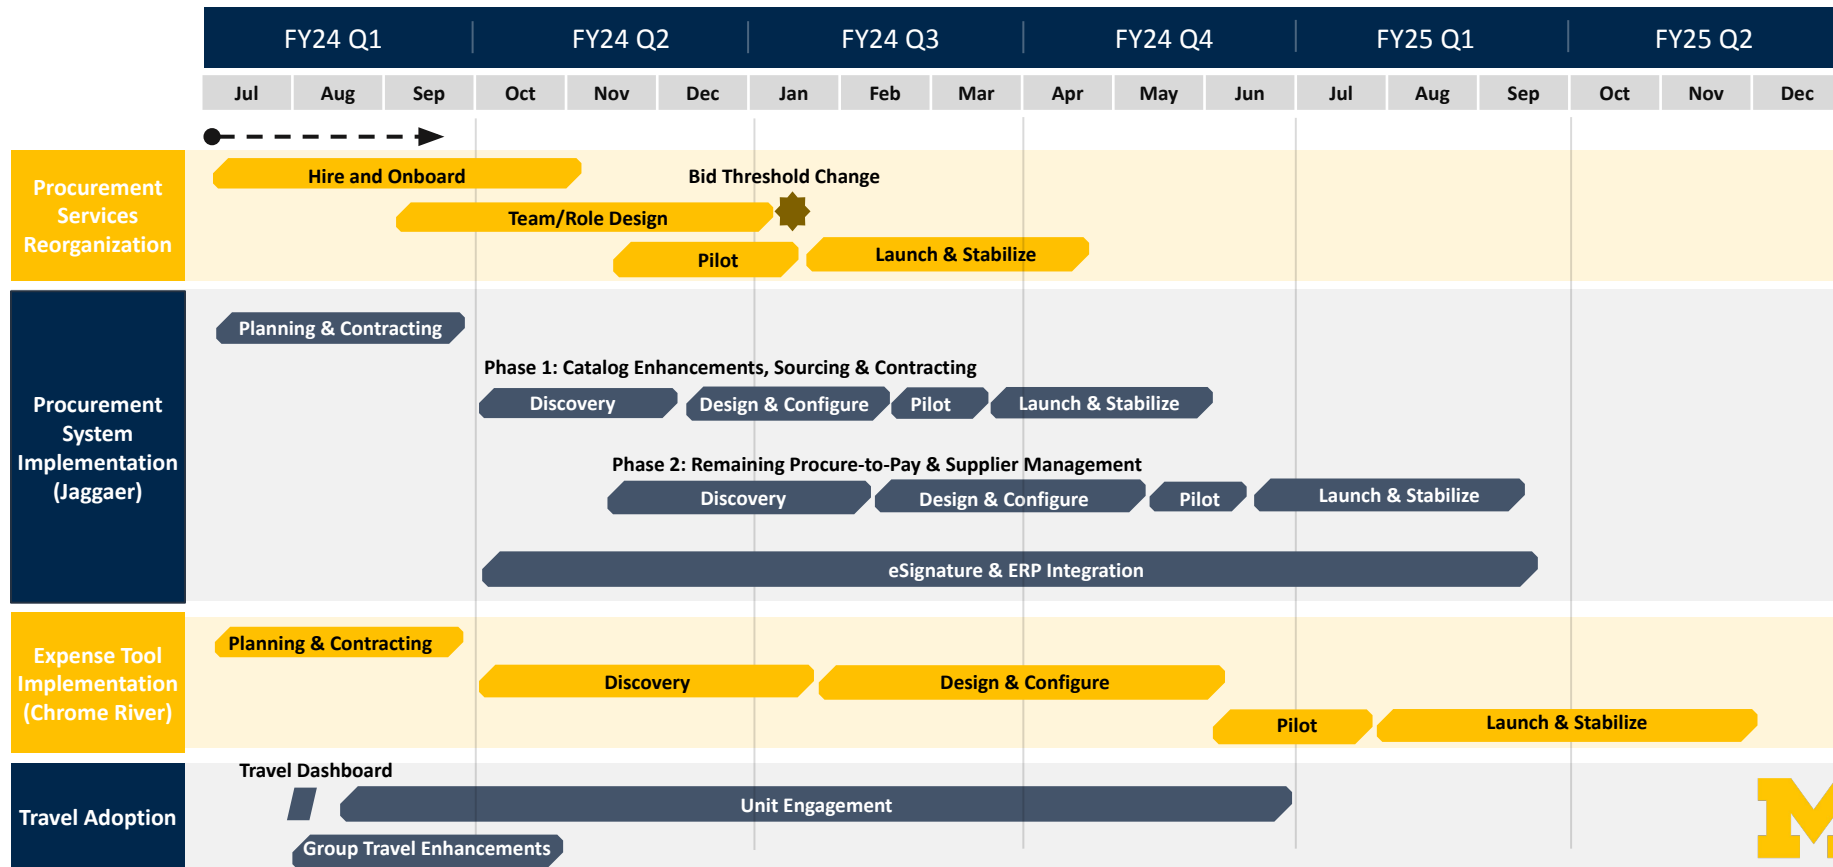 FY24 Q1 FY24 Q2 FY24 Q3 FY24 Q4 FY25 Q1 FY25 Q2
Jul Aug Sep Oct Nov Dec Jan Feb Mar Apr May Jun Jul Aug Sep Oct Nov Dec
Procurement
Services
Reorganization
Hire and Onboard
Bid Threshold Change
Team/Role Design
Pilot
Launch & Stabilize
Procurement
System
Implementation
(Jaggaer)
Planning & Contracting
Phase 1: Catalog Enhancements, Sourcing & Contracting
Discovery Design & Configure Pilot Launch & Stabilize
Phase 2: Remaining Procure-to-Pay & Supplier Management
Discovery Design & Configure Pilot Launch & Stabilize
eSignature & ERP Integration
Expense Tool
Implementation
(Chrome River)
Planning & Contracting
Discovery Design & Configure
Pilot Launch & Stabilize
Travel Adoption
Travel Dashboard
Unit Engagement
Group Travel Enhancements
M